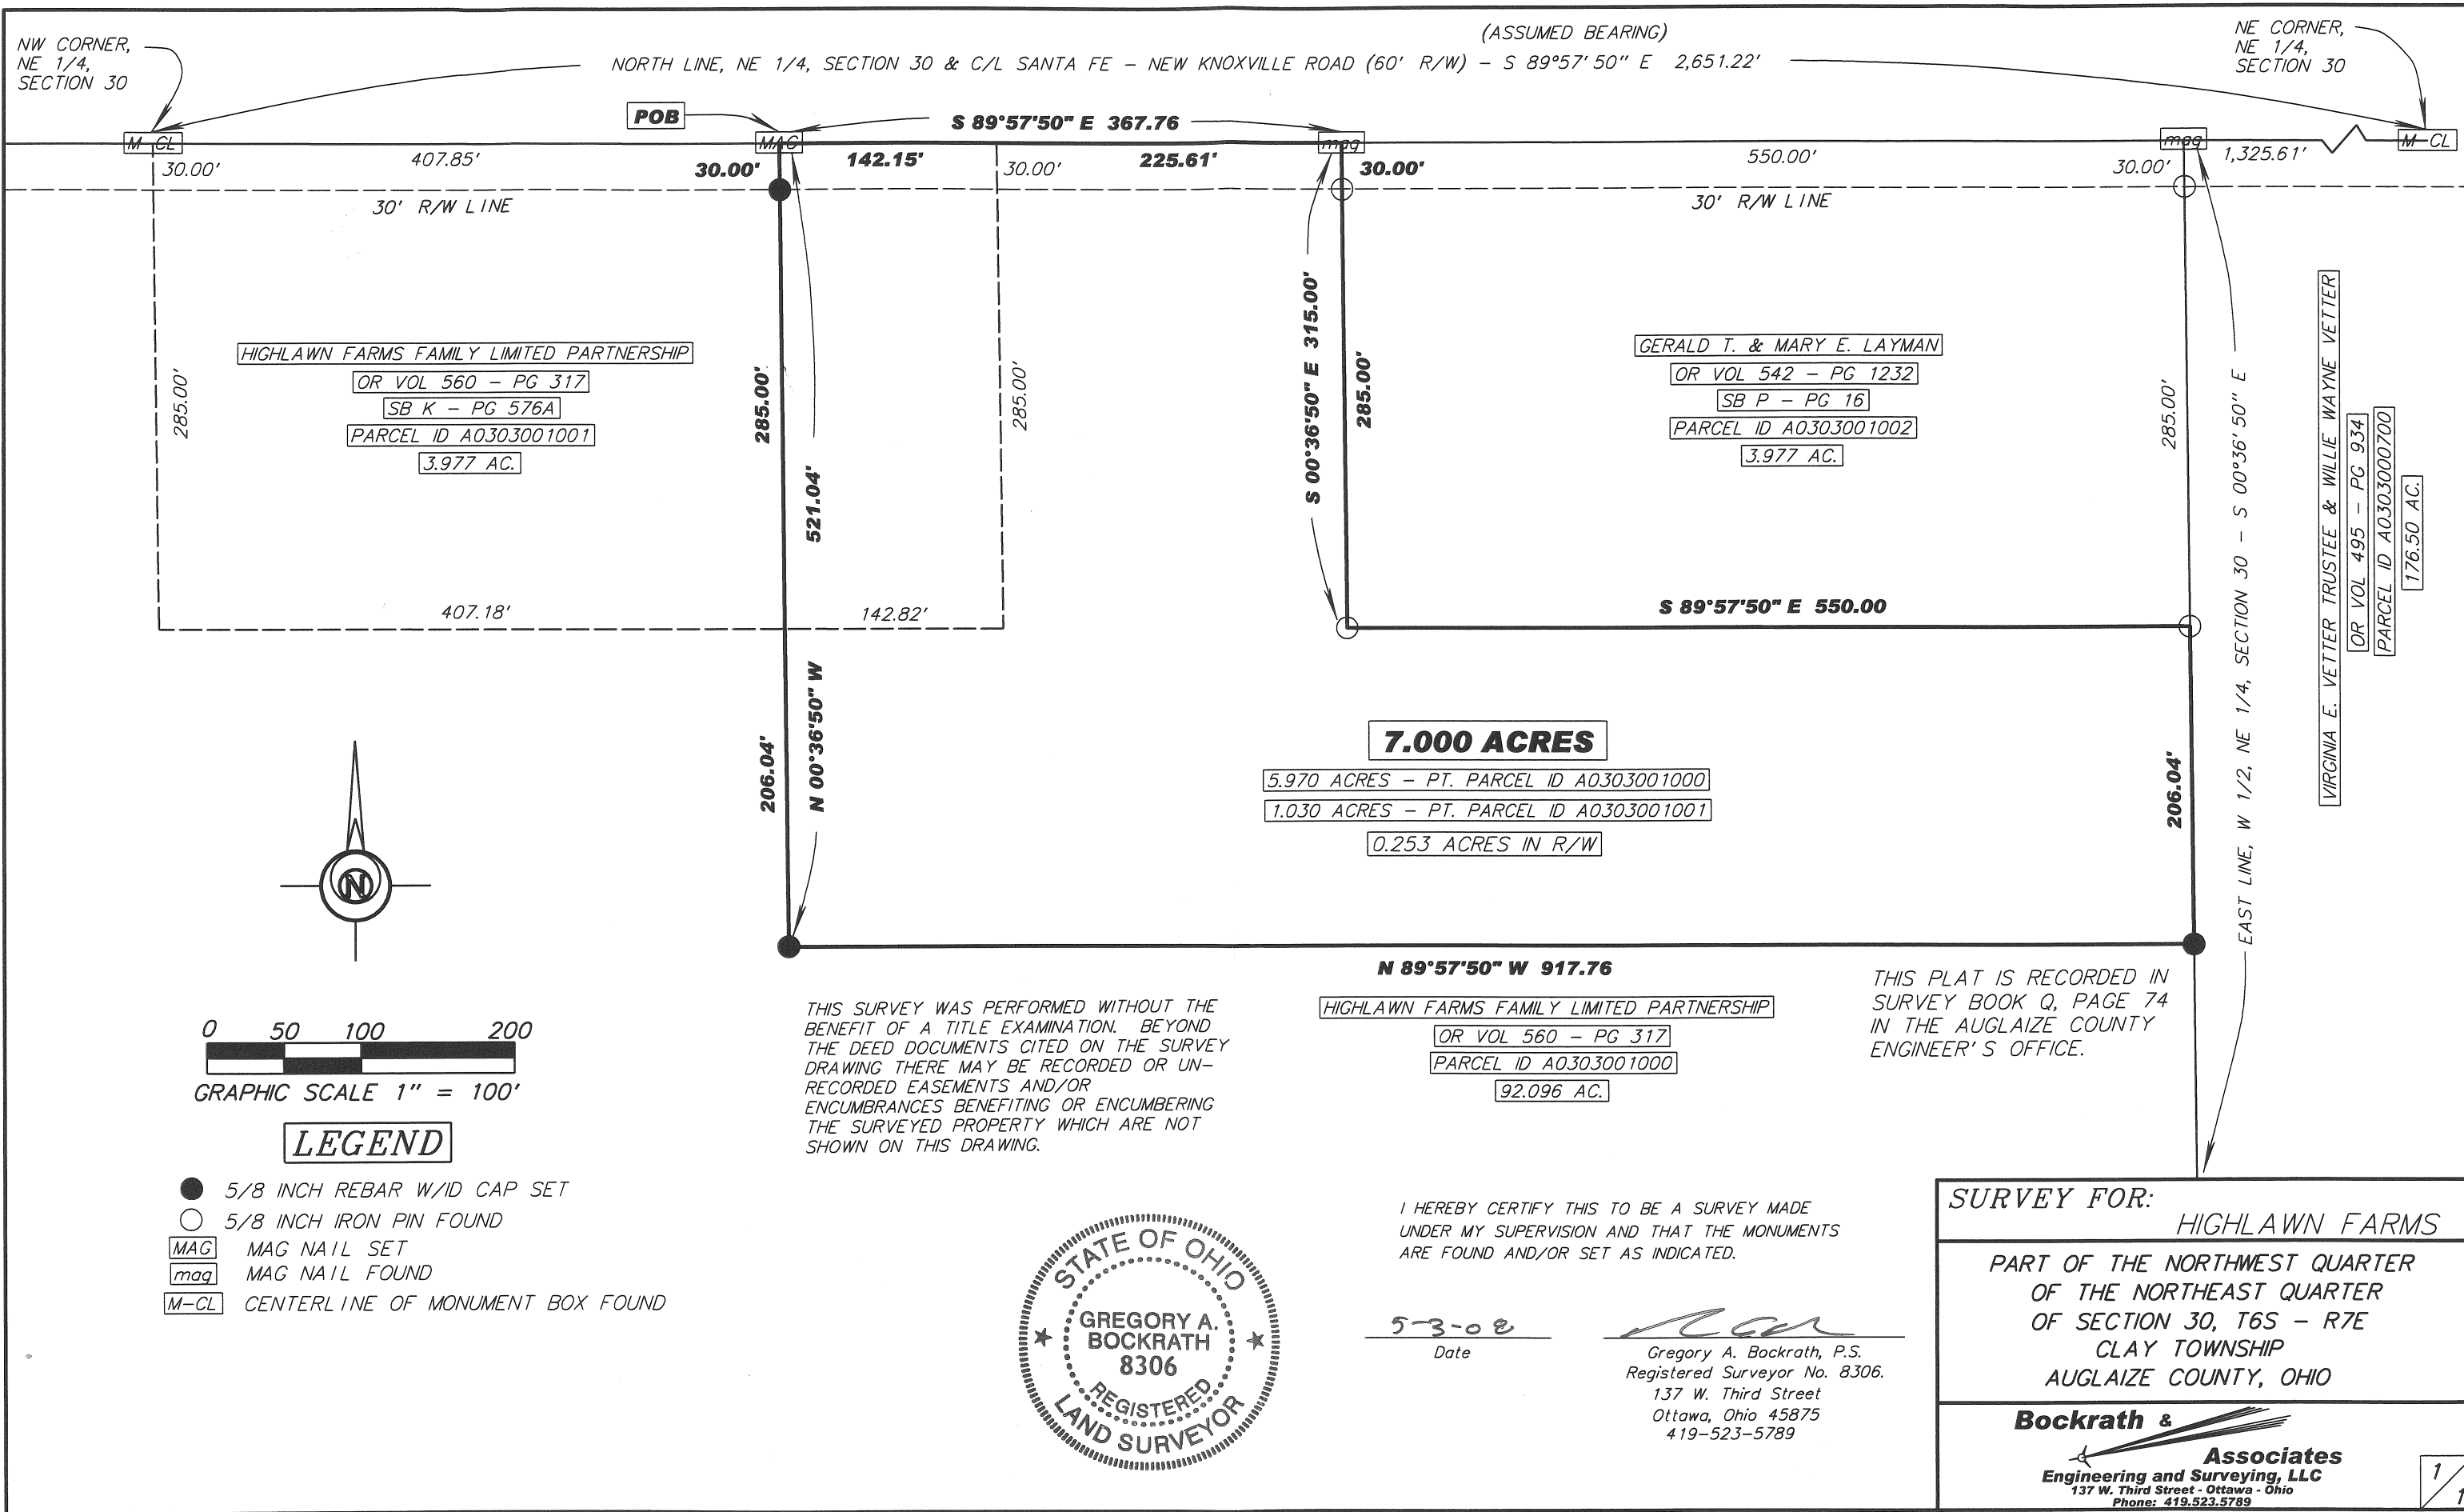 (ASSUMED BEARING)
NORTH LINE, NE 1/4, SECTION 30 & C/L SANTA FE – NEW KNOXVILLE ROAD (60' R/W) – S 89°57'50" E 2,651.22'
NW CORNER,
NE 1/4,
SECTION 30
NE CORNER,
NE 1/4,
SECTION 30
POB
S 89°57'50" E 367.76
M-CL
MAG
mag
mag
M-CL
30.00'
407.85'
30.00'
142.15'
30.00'
225.61'
30.00'
550.00'
30.00'
1,325.61'
30' R/W LINE
30' R/W LINE
HIGHLAWN FARMS FAMILY LIMITED PARTNERSHIP
OR VOL 560 – PG 317
SB K – PG 576A
PARCEL ID A0303001001
3.977 AC.
285.00'
285.00'
521.04'
285.00'
S 00°36'50" E 315.00'
285.00'
GERALD T. & MARY E. LAYMAN
OR VOL 542 – PG 1232
SB P – PG 16
PARCEL ID A0303001002
3.977 AC.
285.00'
EAST LINE, W 1/2, NE 1/4, SECTION 30 – S 00°36'50" E
VIRGINIA E. VETTER TRUSTEE & WILLIE WAYNE VETTER
OR VOL 495 – PG 934
PARCEL ID A0303000700
176.50 AC.
407.18'
142.82'
S 89°57'50" E 550.00
206.04'
N 00°36'50" W
206.04'
7.000 ACRES
5.970 ACRES – PT. PARCEL ID A0303001000
1.030 ACRES – PT. PARCEL ID A0303001001
0.253 ACRES IN R/W
N
N 89°57'50" W 917.76
HIGHLAWN FARMS FAMILY LIMITED PARTNERSHIP
OR VOL 560 – PG 317
PARCEL ID A0303001000
92.096 AC.
THIS PLAT IS RECORDED IN
SURVEY BOOK Q, PAGE 74
IN THE AUGLAIZE COUNTY
ENGINEER'S OFFICE.
THIS SURVEY WAS PERFORMED WITHOUT THE
BENEFIT OF A TITLE EXAMINATION. BEYOND
THE DEED DOCUMENTS CITED ON THE SURVEY
DRAWING THERE MAY BE RECORDED OR UN-
RECORDED EASEMENTS AND/OR
ENCUMBRANCES BENEFITING OR ENCUMBERING
THE SURVEYED PROPERTY WHICH ARE NOT
SHOWN ON THIS DRAWING.
0 50 100 200
GRAPHIC SCALE 1" = 100'
LEGEND
5/8 INCH REBAR W/ID CAP SET
5/8 INCH IRON PIN FOUND
MAG MAG NAIL SET
mag MAG NAIL FOUND
M-CL CENTERLINE OF MONUMENT BOX FOUND
STATE OF OHIO
GREGORY A.
BOCKRATH
8306
REGISTERED
LAND SURVEYOR
I HEREBY CERTIFY THIS TO BE A SURVEY MADE
UNDER MY SUPERVISION AND THAT THE MONUMENTS
ARE FOUND AND/OR SET AS INDICATED.
5-3-08
Date
Gregory A. Bockrath, P.S.
Registered Surveyor No. 8306.
137 W. Third Street
Ottawa, Ohio 45875
419-523-5789
SURVEY FOR:
HIGHLAWN FARMS
PART OF THE NORTHWEST QUARTER
OF THE NORTHEAST QUARTER
OF SECTION 30, T6S – R7E
CLAY TOWNSHIP
AUGLAIZE COUNTY, OHIO
Bockrath &
Associates
Engineering and Surveying, LLC
137 W. Third Street - Ottawa - Ohio
Phone: 419.523.5789
1/